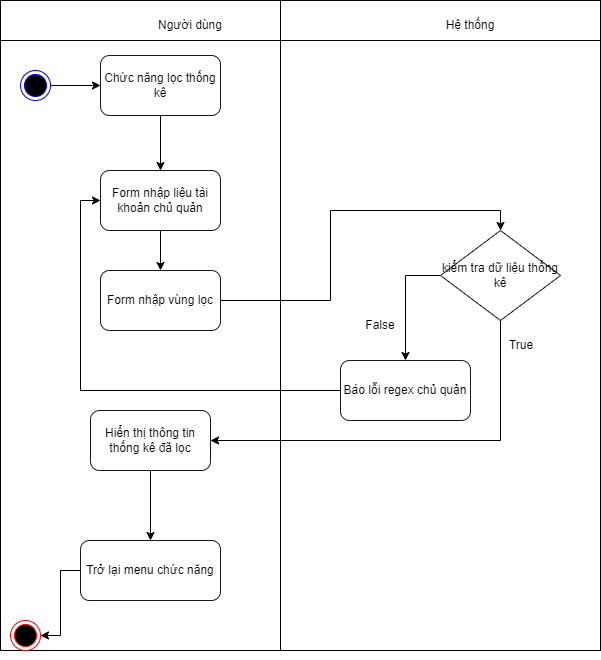 Người dùng
Hệ thống
Chức năng lọc thống
kê
Form nhập liệu tài
khoản chủ quản
Form nhập vùng lọc
kiểm tra dữ liệu thống
kê
False
True
Báo lỗi regex chủ quản
Hiển thị thông tin
thống kê đã lọc
Trở lại menu chức năng